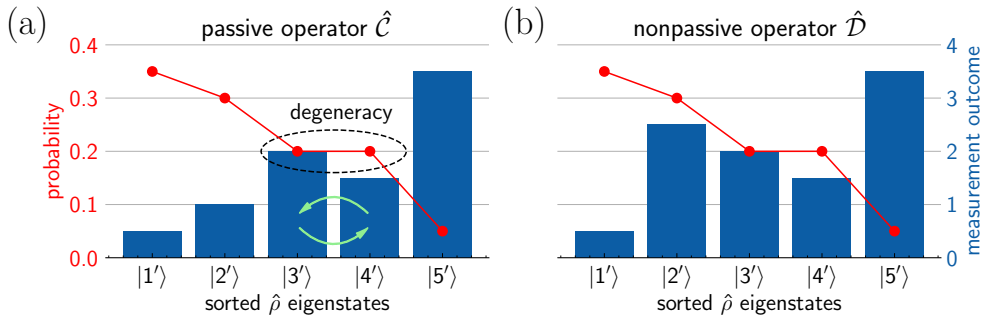 (a)
passive operator Ĉ
probability
0.4
0.3
0.2
0.1
0.0
degeneracy
|1′⟩ |2′⟩ |3′⟩ |4′⟩ |5′⟩
sorted ρ̂ eigenstates
(b)
nonpassive operator D̂
4
3
2
1
0
measurement outcome
|1′⟩ |2′⟩ |3′⟩ |4′⟩ |5′⟩
sorted ρ̂ eigenstates